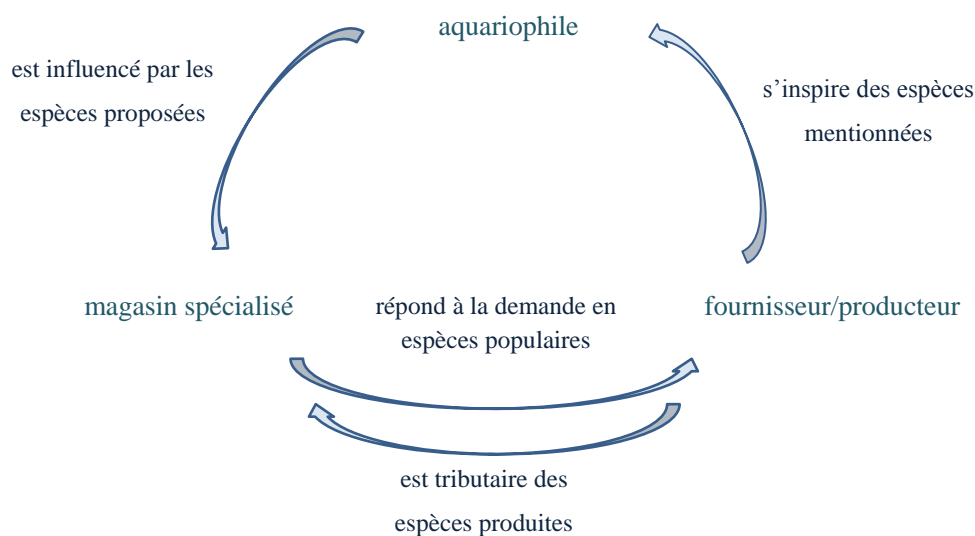 aquariophile
est influencé par les
espèces proposées
s’inspire des espèces
mentionnées
magasin spécialisé
répond à la demande en
espèces populaires
fournisseur/producteur
est tributaire des
espèces produites